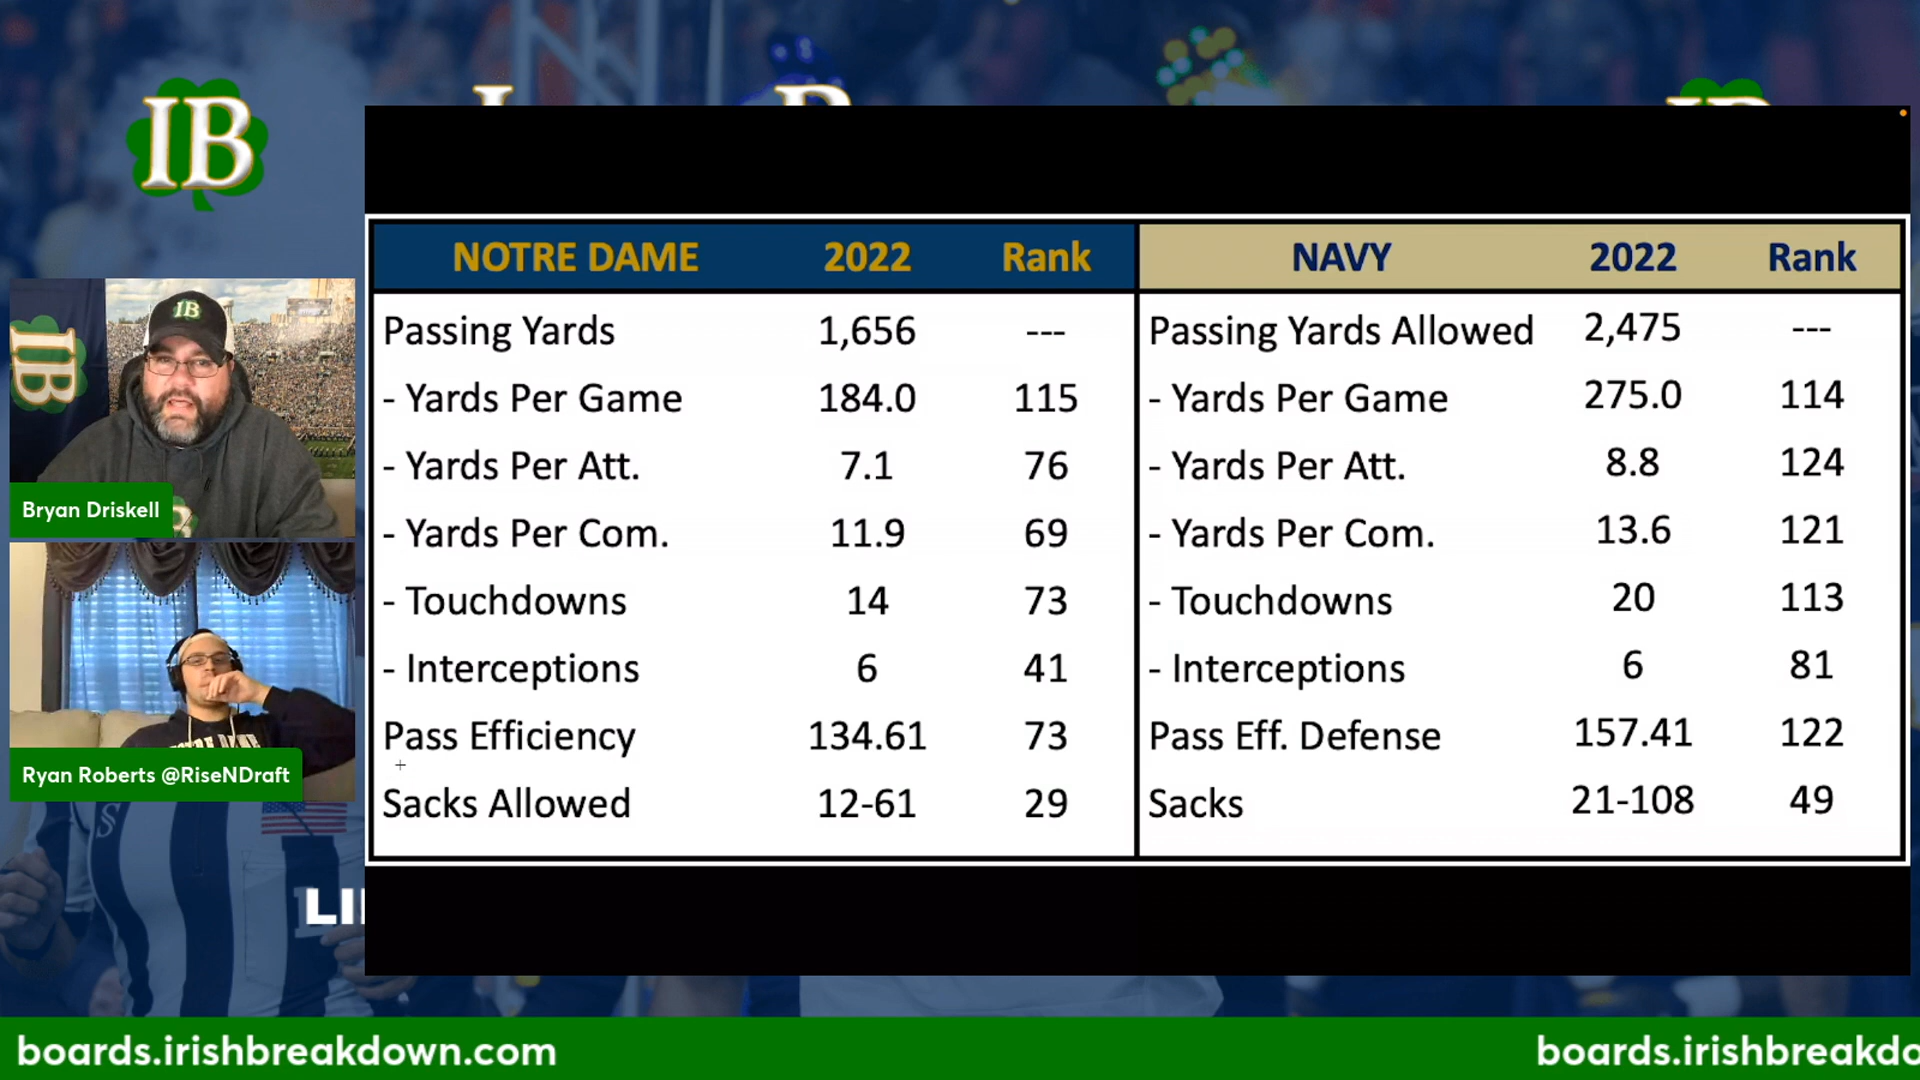 IB
NOTRE DAME 2022 Rank
Passing Yards 1,656 ---
- Yards Per Game 184.0 115
- Yards Per Att. 7.1 76
- Yards Per Com. 11.9 69
- Touchdowns 14 73
- Interceptions 6 41
Pass Efficiency 134.61 73
Sacks Allowed 12-61 29
NAVY 2022 Rank
Passing Yards Allowed 2,475 ---
- Yards Per Game 275.0 114
- Yards Per Att. 8.8 124
- Yards Per Com. 13.6 121
- Touchdowns 20 113
- Interceptions 6 81
Pass Eff. Defense 157.41 122
Sacks 21-108 49
IB
IB
Bryan Driskell
Ryan Roberts @RiseNDraft
boards.irishbreakdown.com
boards.irishbreakdo